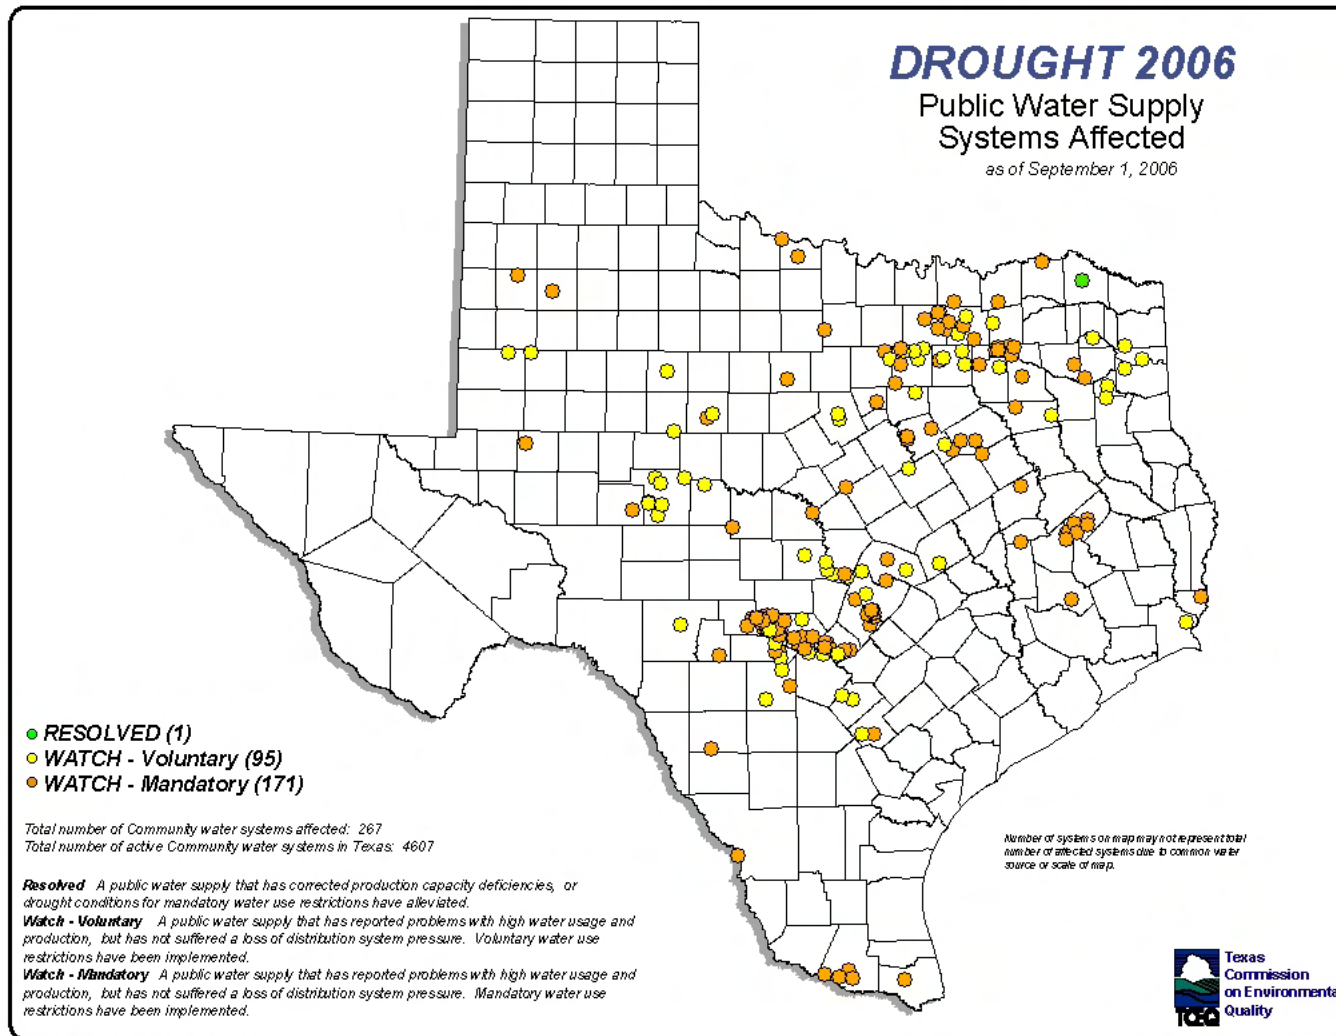 DROUGHT 2006
Public Water Supply
Systems Affected
as of September 1, 2006
RESOLVED (1)
WATCH - Voluntary (95)
WATCH - Mandatory (171)
Total number of Community water systems affected: 267
Total number of active Community water systems in Texas: 4607
Resolved A public water supply that has corrected production capacity deficiencies, or
drought conditions for mandatory water use restrictions have alleviated.
Watch - Voluntary A public water supply that has reported problems with high water usage and
production, but has not suffered a loss of distribution system pressure. Voluntary water use
restrictions have been implemented.
Watch - Mandatory A public water supply that has reported problems with high water usage and
production, but has not suffered a loss of distribution system pressure. Mandatory water use
restrictions have been implemented.
Number of systems on map may not represent total
number of affected systems due to common water
source or scale of map.
TCEQ
Texas
Commission
on Environmenta
Quality